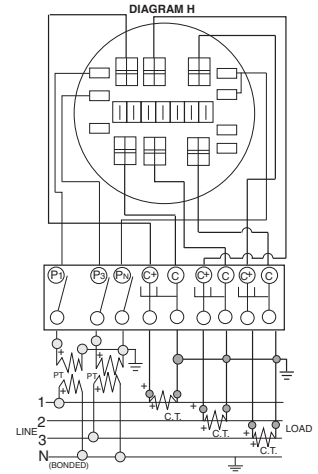 DIAGRAM H
P1 P3 PN C+ C C+ C C+ C
+ + + +
PT PT
1 + C.T.
2 + C.T. LOAD
LINE 3 + C.T.
N (BONDED)